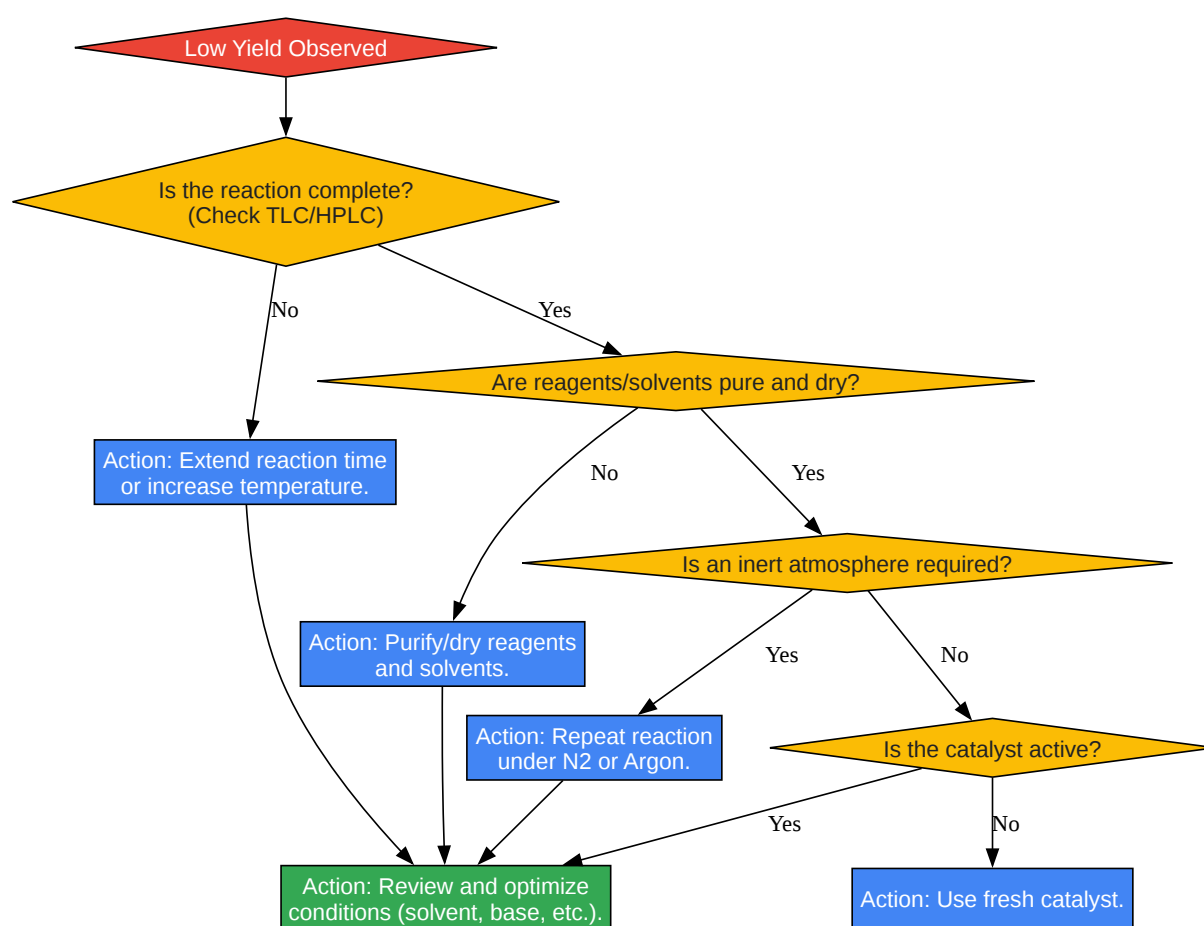 Low Yield Observed
Is the reaction complete?
(Check TLC/HPLC)
No
Yes
Are reagents/solvents pure and dry?
Action: Extend reaction time
or increase temperature.
No
Yes
Is an inert atmosphere required?
Action: Purify/dry reagents
and solvents.
Yes
No
Action: Repeat reaction
under N2 or Argon.
Is the catalyst active?
Yes
No
Action: Review and optimize
conditions (solvent, base, etc.).
Action: Use fresh catalyst.